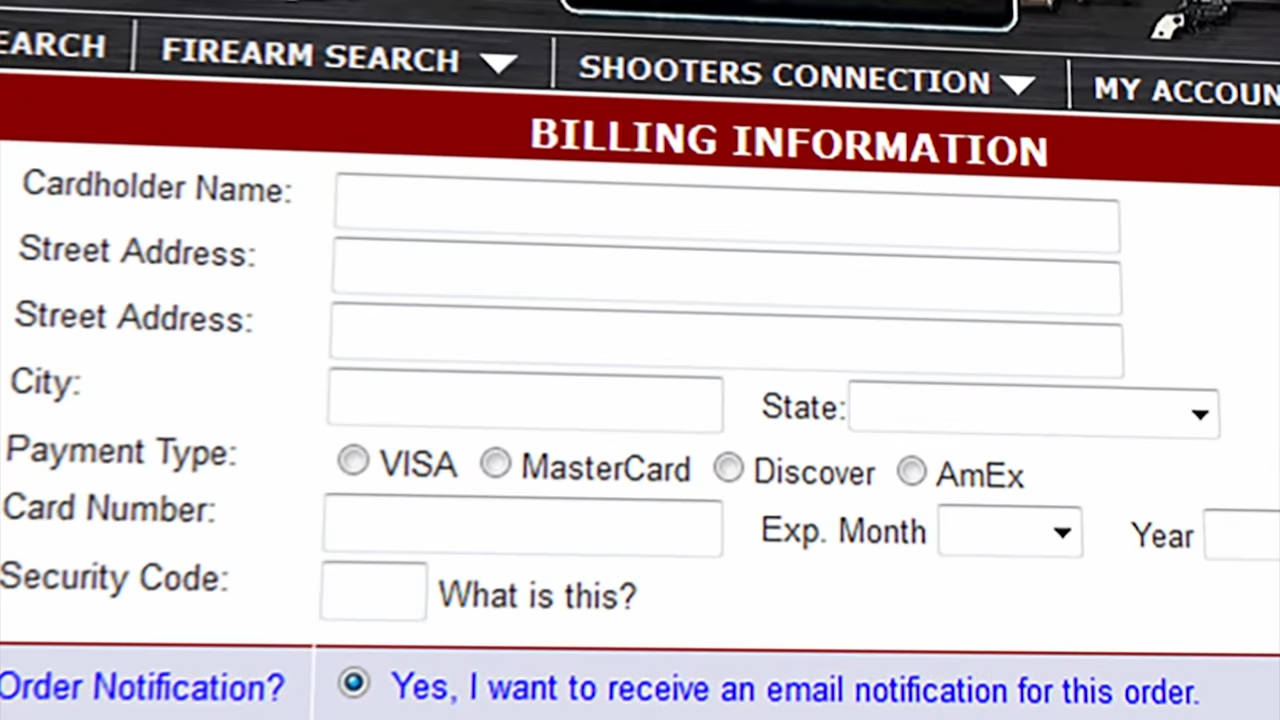 EARCH FIREARM SEARCH SHOOTERS CONNECTION MY ACCOUN
BILLING INFORMATION
Cardholder Name:
Street Address:
Street Address:
City: State:
Payment Type: VISA MasterCard Discover AmEx
Card Number: Exp. Month Year
Security Code: What is this?
Order Notification? Yes, I want to receive an email notification for this order.